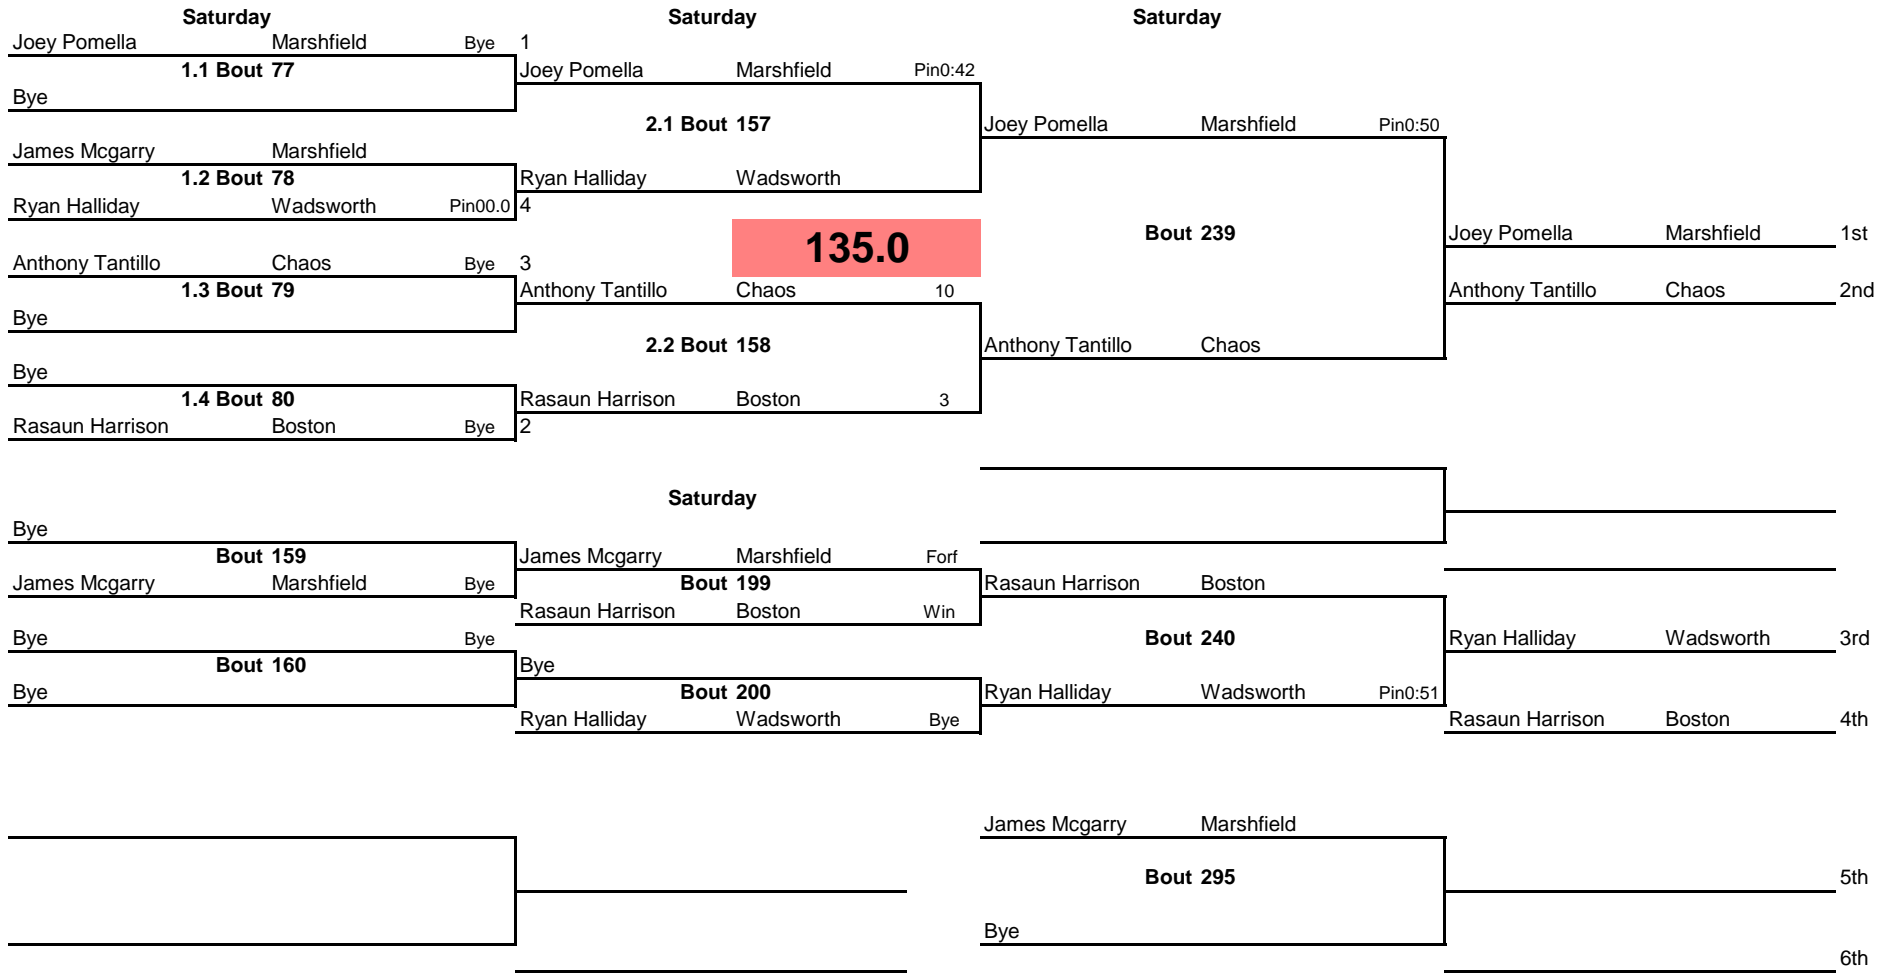 Saturday Saturday Saturday
Joey Pomella Marshfield Bye 1
1.1 Bout 77 Joey Pomella Marshfield Pin0:42
Bye
2.1 Bout 157 Joey Pomella Marshfield Pin0:50
James Mcgarry Marshfield
1.2 Bout 78 Ryan Halliday Wadsworth
Ryan Halliday Wadsworth Pin00.0 4
135.0 Bout 239 Joey Pomella Marshfield 1st
Anthony Tantillo Chaos Bye 3
1.3 Bout 79 Anthony Tantillo Chaos 10 Anthony Tantillo Chaos 2nd
Bye
2.2 Bout 158 Anthony Tantillo Chaos
Bye
1.4 Bout 80 Rasaun Harrison Boston 3
Rasaun Harrison Boston Bye 2
Saturday
Bye
Bout 159 James Mcgarry Marshfield Forf
James Mcgarry Marshfield Bye Bout 199 Rasaun Harrison Boston
Rasaun Harrison Boston Win
Bye Bye Bout 240 Ryan Halliday Wadsworth 3rd
Bout 160 Bye
Bye Bout 200 Ryan Halliday Wadsworth Pin0:51
Ryan Halliday Wadsworth Bye Rasaun Harrison Boston 4th
James Mcgarry Marshfield
Bout 295 5th
Bye
6th